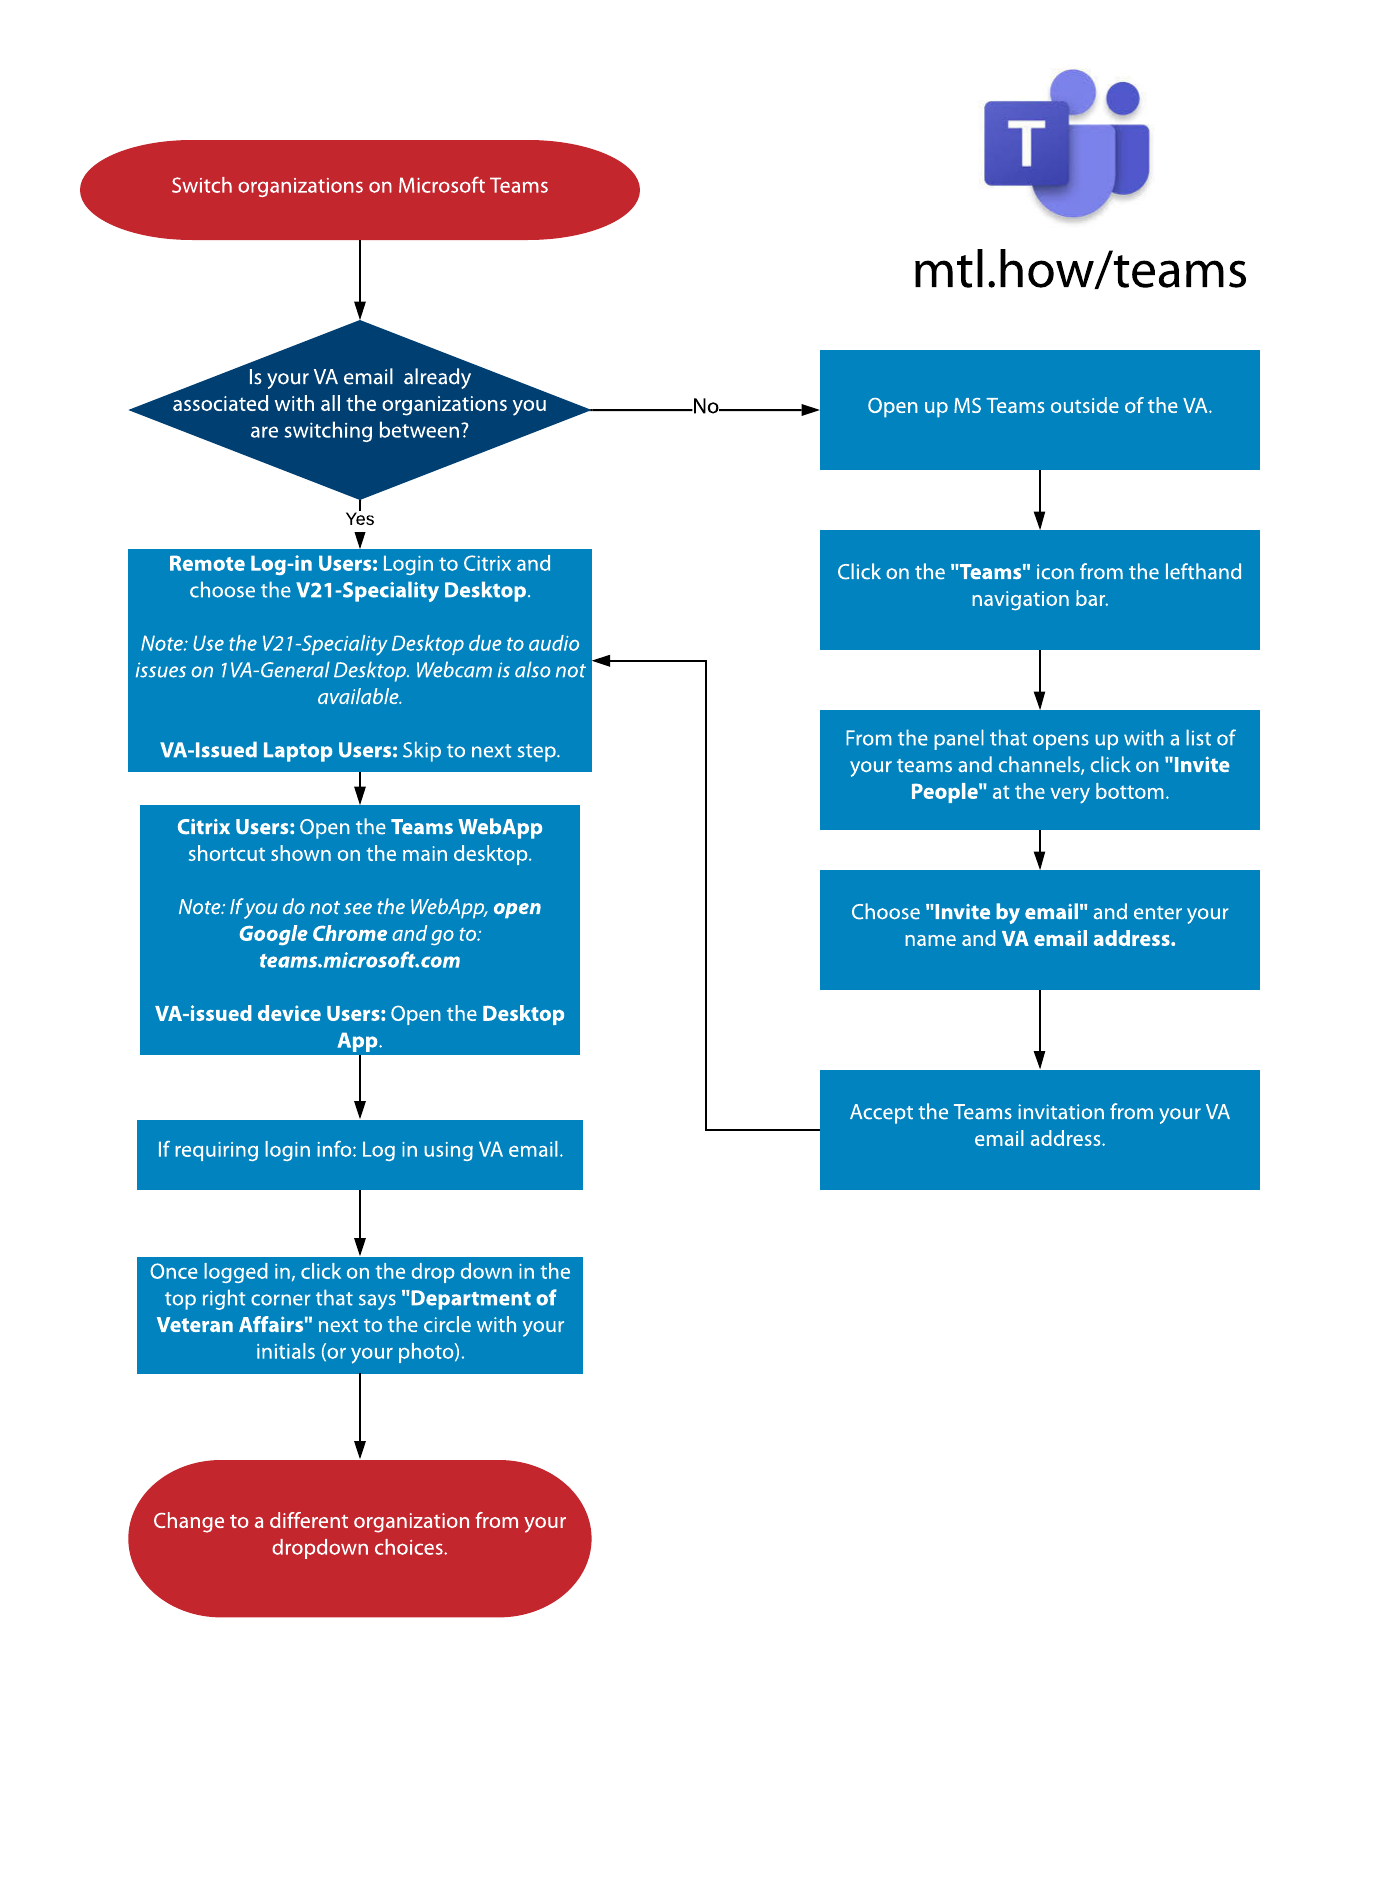 T
mtl.how/teams
Switch organizations on Microsoft Teams
Is your VA email  already
associated with all the organizations you
are switching between?
No
Yes
Remote Log-in Users: Login to Citrix and
choose the V21-Speciality Desktop.
Note: Use the V21-Speciality Desktop due to audio
issues on 1VA-General Desktop. Webcam is also not
available.
VA-Issued Laptop Users: Skip to next step.
Citrix Users: Open the Teams WebApp
shortcut shown on the main desktop.
Note: If you do not see the WebApp, open
Google Chrome and go to:
teams.microsoft.com
VA-issued device Users: Open the Desktop
App.
If requiring login info: Log in using VA email.
Once logged in, click on the drop down in the
top right corner that says "Department of
Veteran Affairs" next to the circle with your
initials (or your photo).
Change to a different organization from your
dropdown choices.
Open up MS Teams outside of the VA.
Click on the "Teams" icon from the lefthand
navigation bar.
From the panel that opens up with a list of
your teams and channels, click on "Invite
People" at the very bottom.
Choose "Invite by email" and enter your
name and VA email address.
Accept the Teams invitation from your VA
email address.